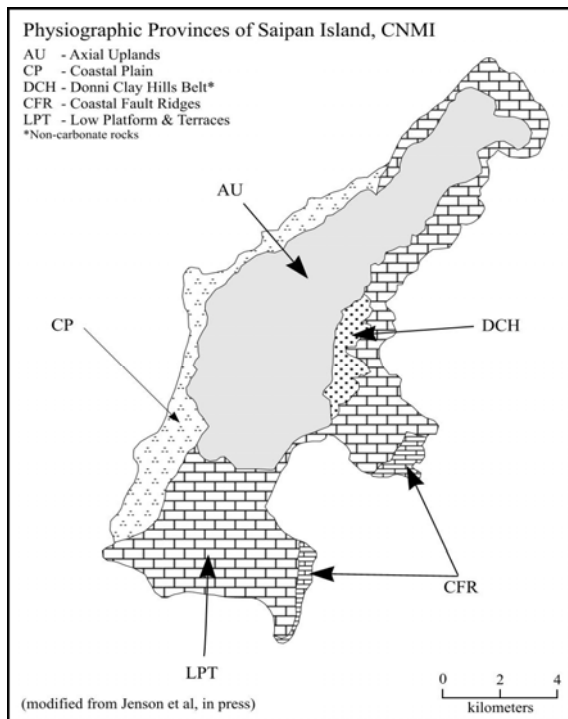 Physiographic Provinces of Saipan Island, CNMI
AU - Axial Uplands
CP - Coastal Plain
DCH - Donni Clay Hills Belt*
CFR - Coastal Fault Ridges
LPT - Low Platform & Terraces
*Non-carbonate rocks
AU
CP
DCH
CFR
LPT
0 2 4
kilometers
(modified from Jenson et al, in press)